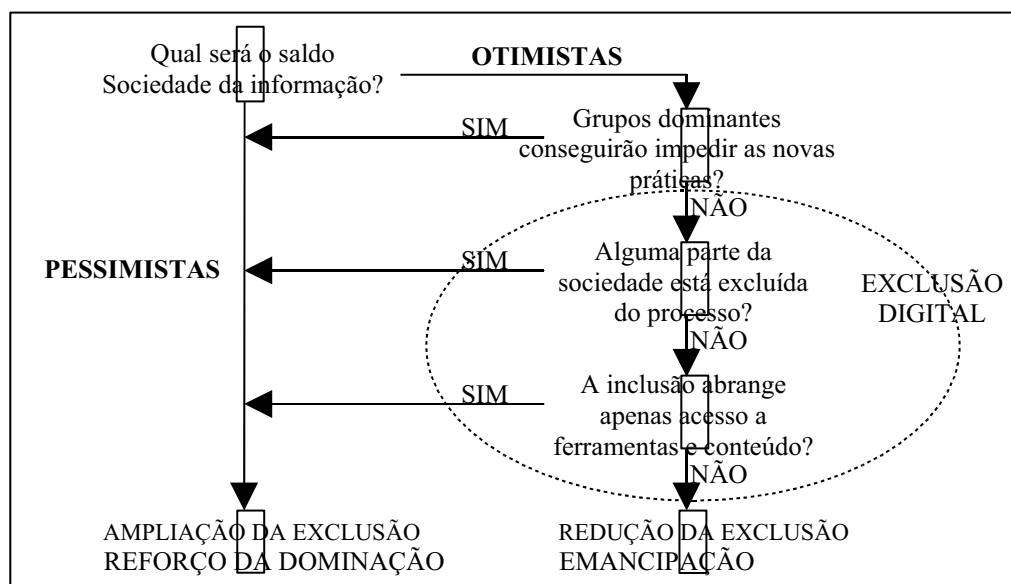 Qual será o saldo
Sociedade da informação?
OTIMISTAS
Grupos dominantes
conseguirão impedir as novas
práticas?
SIM
NÃO
PESSIMISTAS
Alguma parte da
sociedade está excluída
do processo?
SIM
NÃO
EXCLUSÃO
DIGITAL
A inclusão abrange
apenas acesso a
ferramentas e conteúdo?
SIM
NÃO
AMPLIAÇÃO DA EXCLUSÃO
REFORÇO DA DOMINAÇÃO
REDUÇÃO DA EXCLUSÃO
EMANCIPAÇÃO